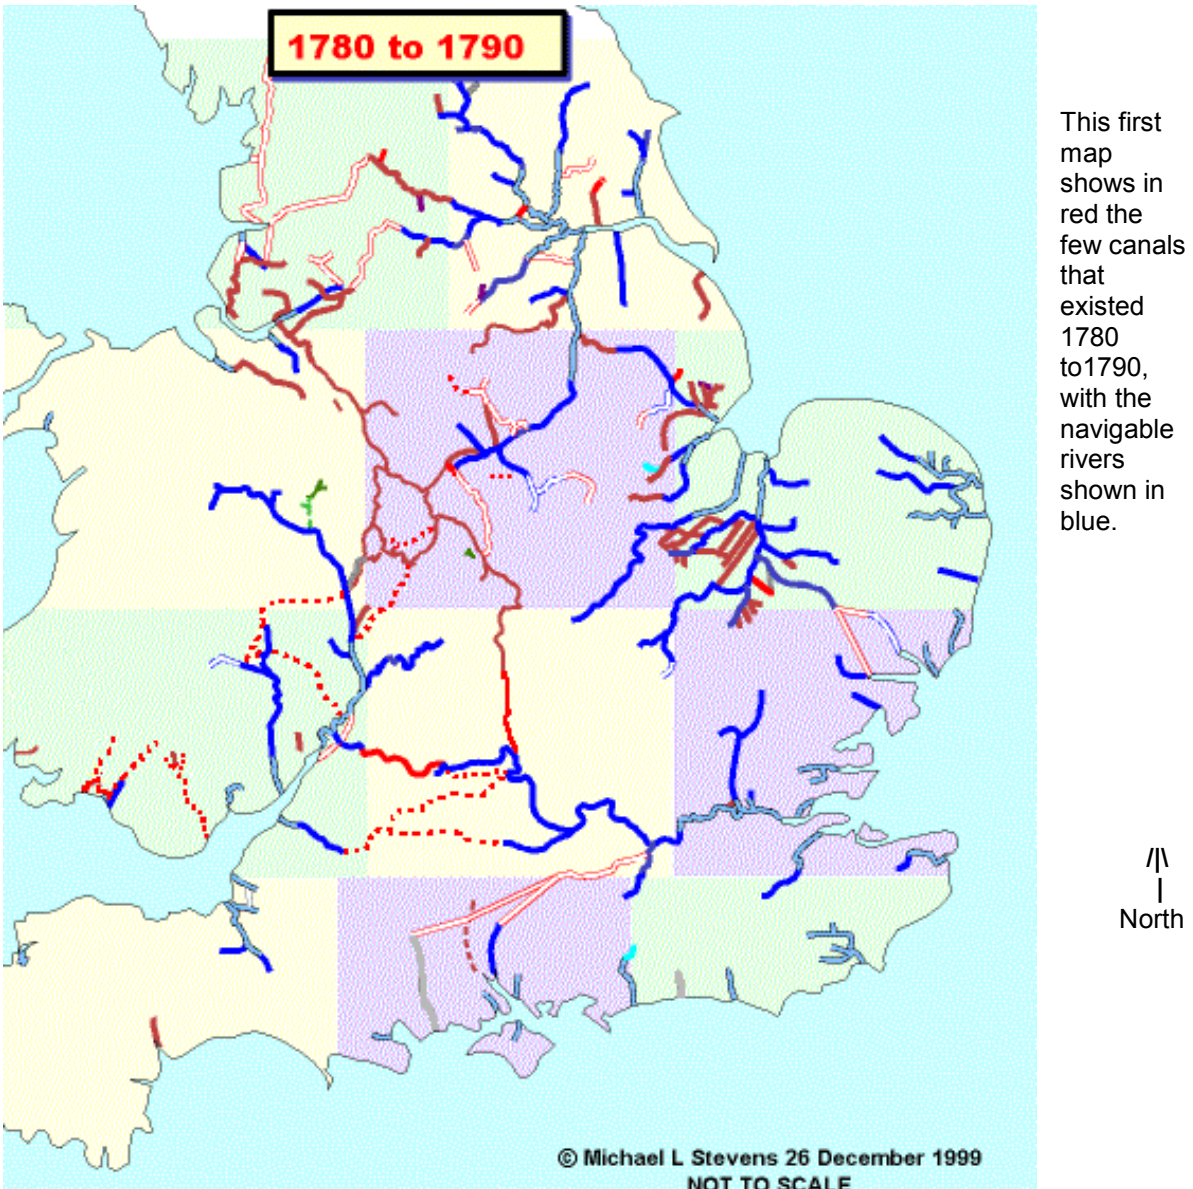 1780 to 1790
This first
map
shows in
red the
few canals
that
existed
1780
to1790,
with the
navigable
rivers
shown in
blue.
/|\
|
North
© Michael L Stevens 26 December 1999
NOT TO SCALE